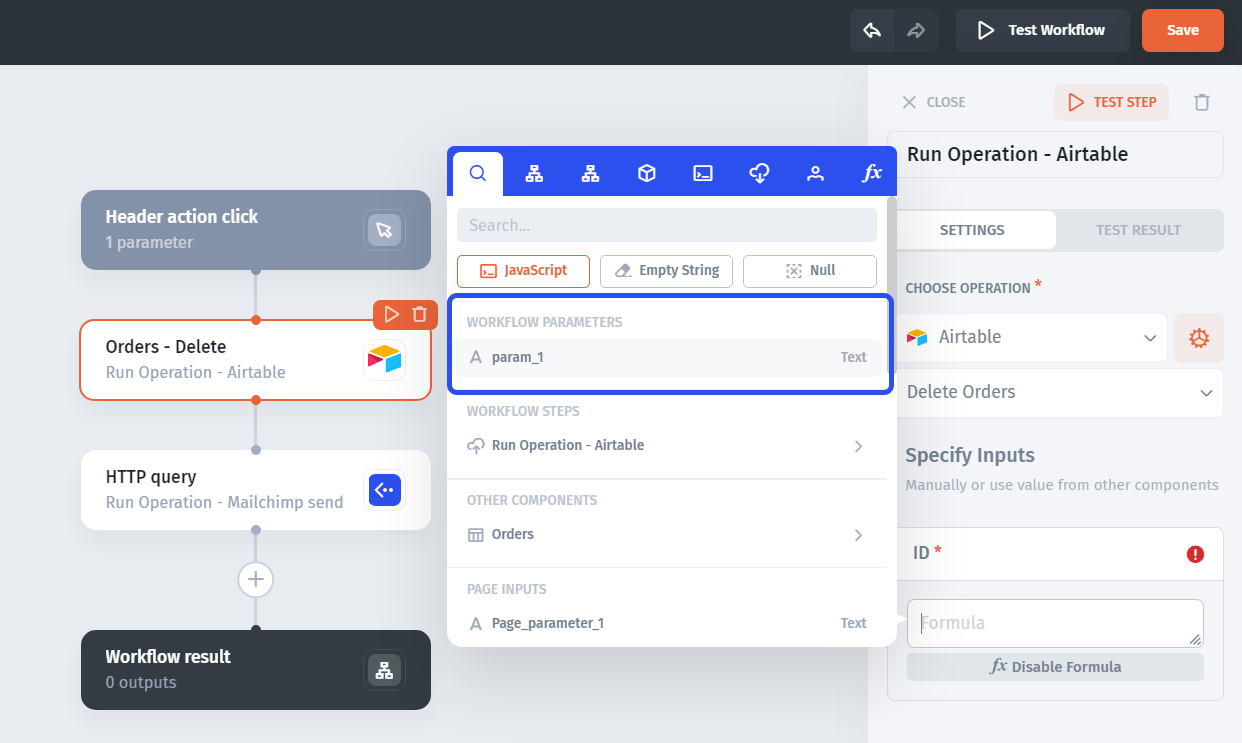 Test Workflow
Save
CLOSE
TEST STEP
Run Operation - Airtable
SETTINGS
TEST RESULT
CHOOSE OPERATION *
Airtable
Delete Orders
Specify Inputs
Manually or use value from other components
ID *
Formula
fx Disable Formula
Header action click
1 parameter
Orders - Delete
Run Operation - Airtable
HTTP query
Run Operation - Mailchimp send
Workflow result
0 outputs
fx
Search...
JavaScript
Empty String
Null
WORKFLOW PARAMETERS
A param_1 Text
WORKFLOW STEPS
Run Operation - Airtable
OTHER COMPONENTS
Orders
PAGE INPUTS
A Page_parameter_1 Text